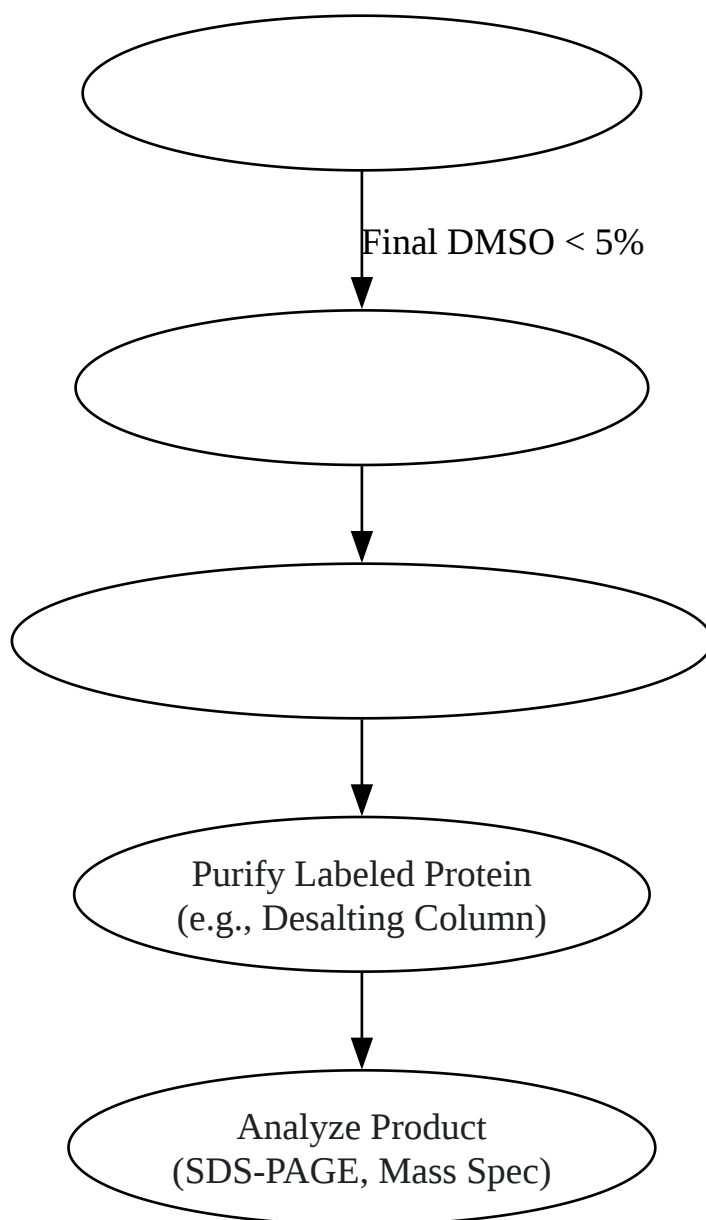 Final DMSO < 5%
Purify Labeled Protein
(e.g., Desalting Column)
Analyze Product
(SDS-PAGE, Mass Spec)